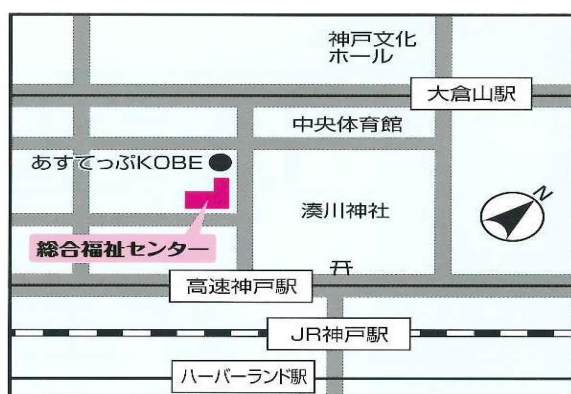 神戸文化
ホール
大倉山駅
中央体育館
あすてっぷKOBE
湊川神社
N
総合福祉センター
高速神戸駅
JR神戸駅
ハーバーランド駅